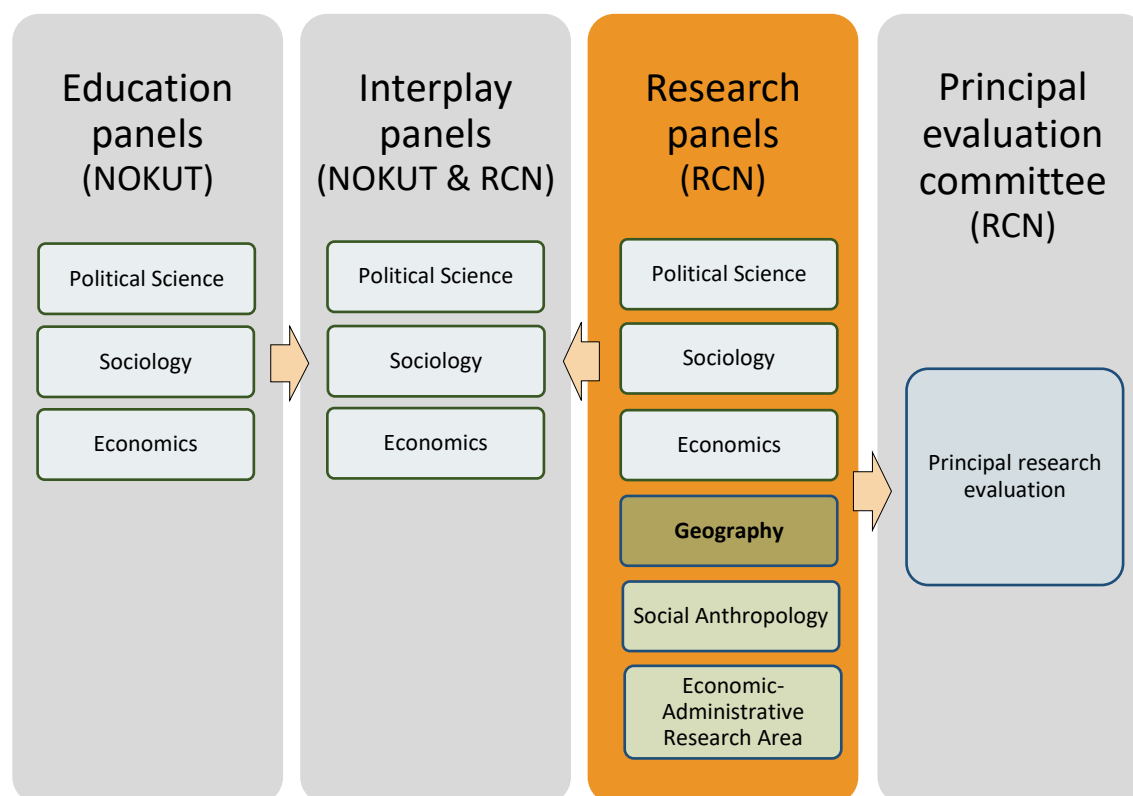 Education
panels
(NOKUT)
Political Science
Sociology
Economics
Interplay
panels
(NOKUT & RCN)
Political Science
Sociology
Economics
Research
panels
(RCN)
Political Science
Sociology
Economics
Geography
Social Anthropology
Economic-
Administrative
Research Area
Principal
evaluation
committee
(RCN)
Principal research
evaluation